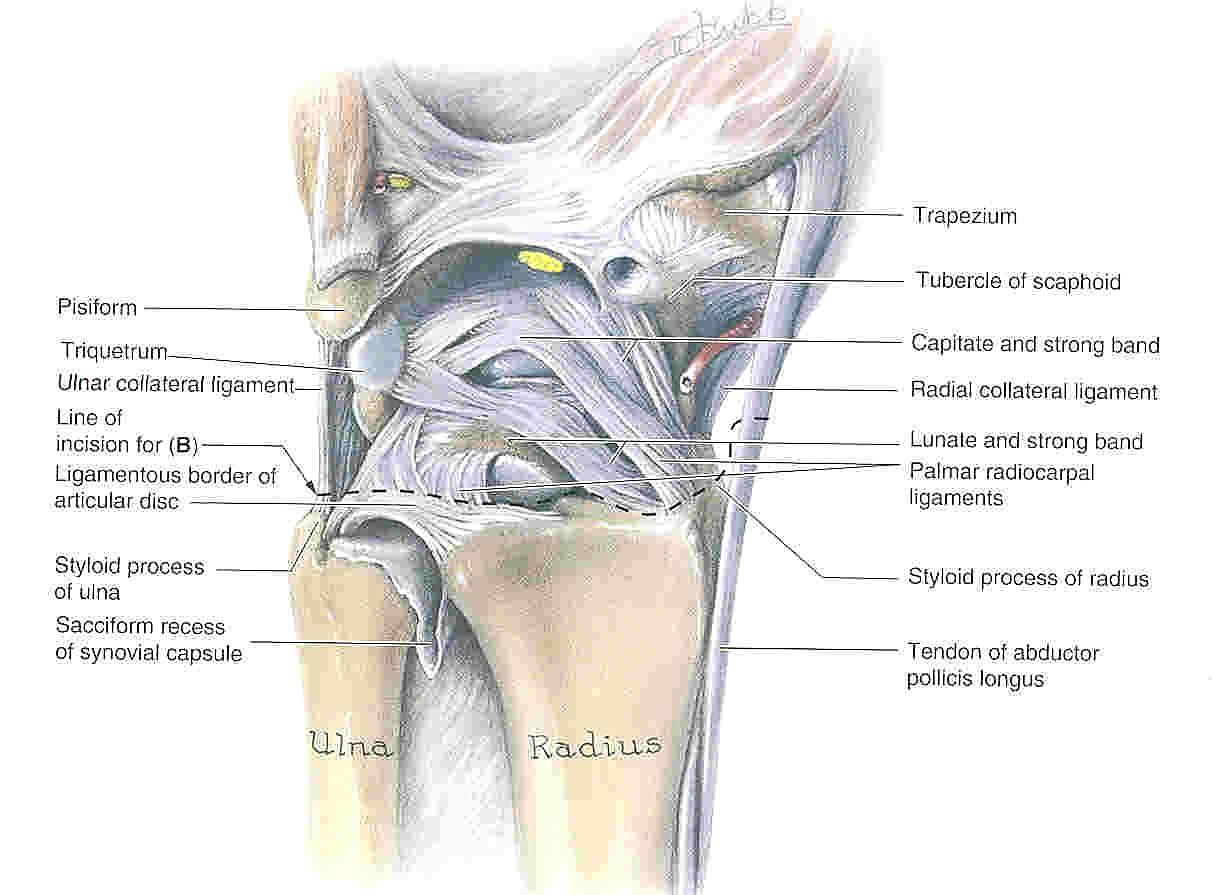 Trapezium
Tubercle of scaphoid
Pisiform
Capitate and strong band
Triquetrum
Ulnar collateral ligament
Radial collateral ligament
Line of
incision for (B)
Lunate and strong band
Ligamentous border of
articular disc
Palmar radiocarpal
ligaments
Styloid process
of ulna
Styloid process of radius
Sacciform recess
of synovial capsule
Tendon of abductor
pollicis longus
Ulna
Radius